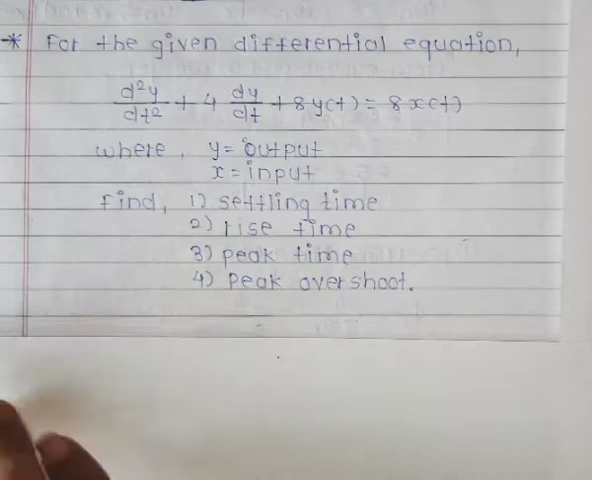 * For the given differential equation,
d²y/dt² + 4 dy/dt + 8y(t) = 8x(t)
where, y = output
x = input
find, 1) settling time
2) rise time
3) peak time
4) Peak overshoot.